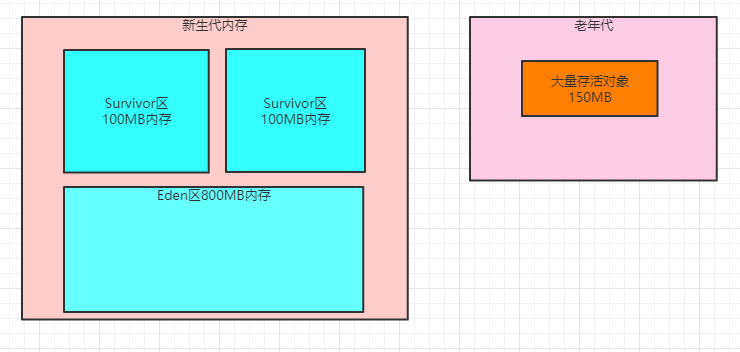 新生代内存
Survivor区
100MB内存
Survivor区
100MB内存
Eden区800MB内存
老年代
大量存活对象
150MB